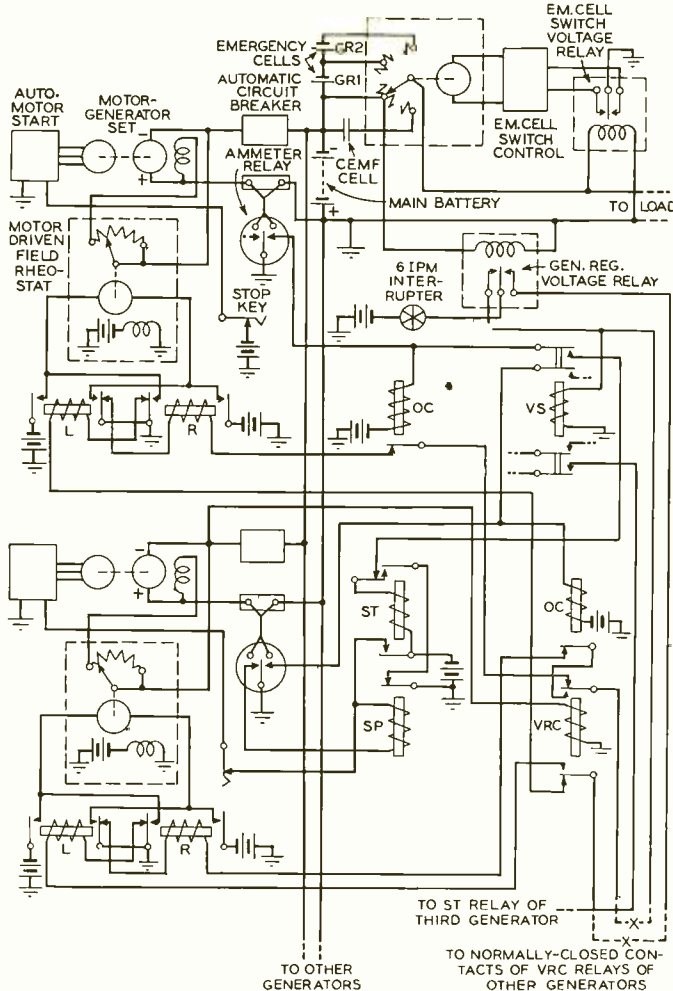 EMERGENCY
CELLS
GR2
GR1
AUTOMATIC
CIRCUIT
BREAKER
EM. CELL
SWITCH
VOLTAGE
RELAY
AUTO-
MOTOR
START
MOTOR-
GENERATOR
SET
EM. CELL
SWITCH
CONTROL
AMMETER
RELAY
CEMF
CELL
MAIN BATTERY
TO LOAD
MOTOR
DRIVEN
FIELD
RHEO-
STAT
STOP
KEY
6 IPM
INTER-
RUPTER
GEN. REG.
VOLTAGE RELAY
L
R
OC
VS
ST
OC
SP
VRC
L
R
TO ST RELAY OF
THIRD GENERATOR
TO OTHER
GENERATORS
TO NORMALLY-CLOSED CON-
TACTS OF VRC RELAYS OF
OTHER GENERATORS